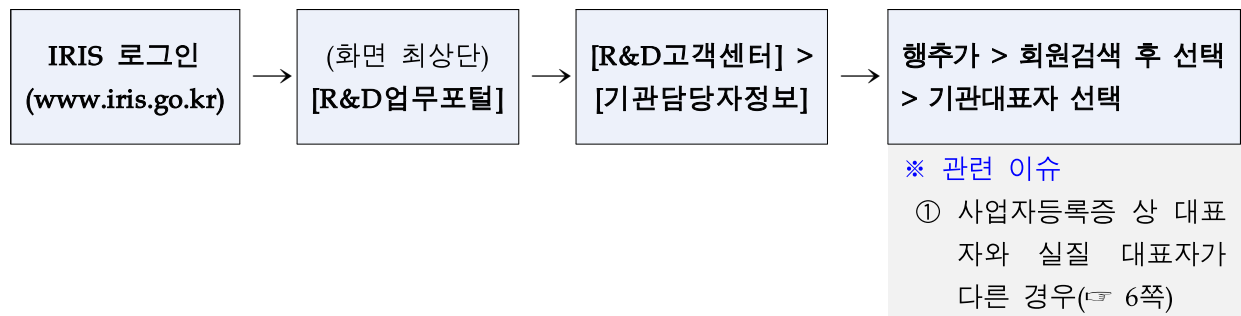 IRIS 로그인
(www.iris.go.kr)
→
(화면 최상단)
[R&D업무포털]
→
[R&D고객센터] >
[기관담당자정보]
→
행추가 > 회원검색 후 선택
> 기관대표자 선택
※ 관련 이슈
① 사업자등록증 상 대표
자와 실질 대표자가
다른 경우(☞ 6쪽)